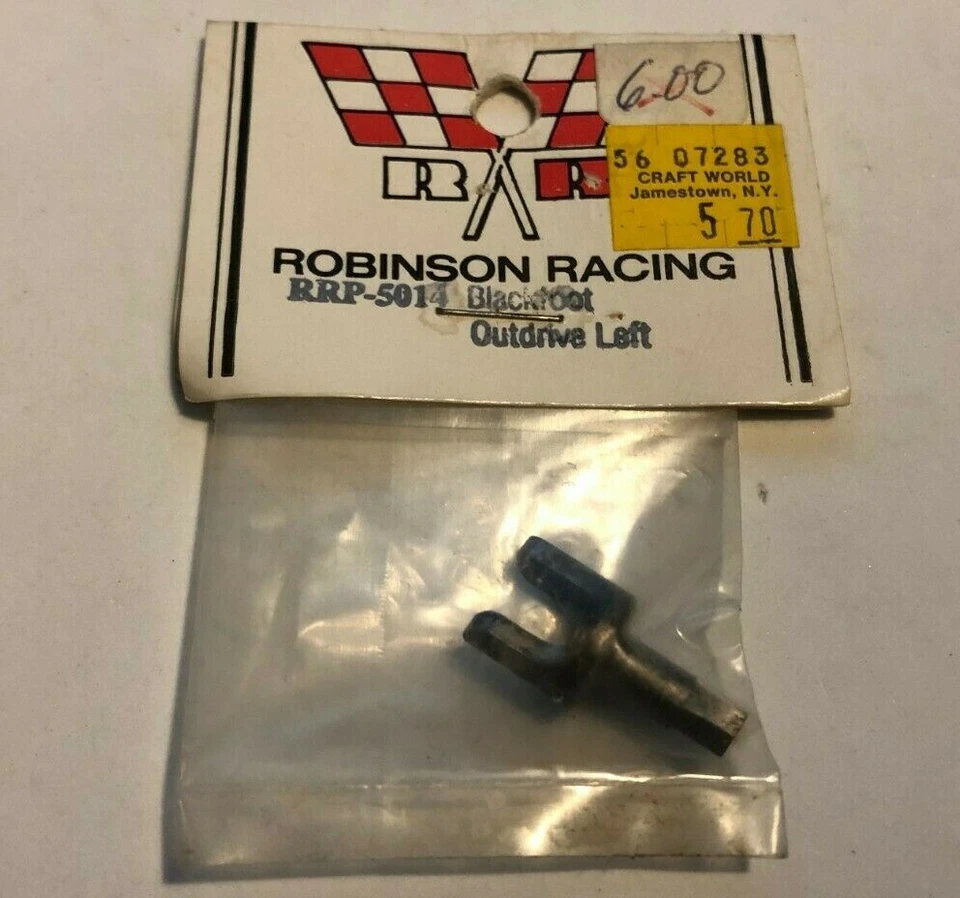 6.00
56 07283
CRAFT WORLD
Jamestown, N.Y.
5 70
R R
ROBINSON RACING
RRP-5014 Blackfoot
Outdrive Left